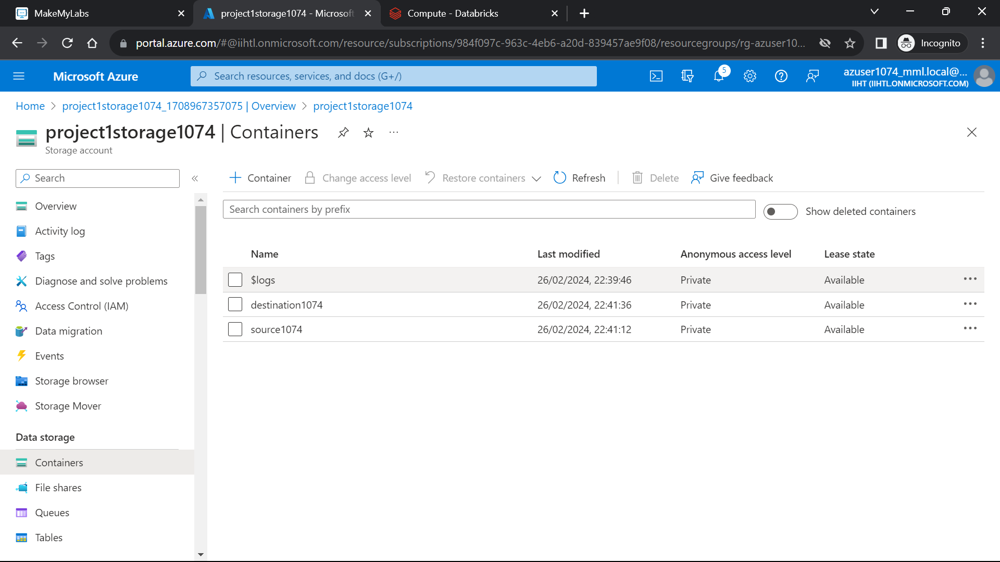 MakeMyLabs
project1storage1074 - Microsoft
Compute - Databricks
portal.azure.com/#@iihtl.onmicrosoft.com/resource/subscriptions/984f097c-963c-4eb6-a20d-839457ae9f08/resourcegroups/rg-azuser10...
Incognito
Microsoft Azure
Search resources, services, and docs (G+/)
5
azuser1074_mml.local@...
IIHT (IIHTL.ONMICROSOFT.COM)
Home > project1storage1074_1708967357075 | Overview > project1storage1074
project1storage1074 | Containers
Storage account
Search
Container
Change access level
Restore containers
Refresh
Delete
Give feedback
Search containers by prefix
Show deleted containers
Overview
Activity log
Tags
Diagnose and solve problems
Access Control (IAM)
Data migration
Events
Storage browser
Storage Mover
Data storage
Containers
File shares
Queues
Tables
Name Last modified Anonymous access level Lease state
$logs 26/02/2024, 22:39:46 Private Available
destination1074 26/02/2024, 22:41:36 Private Available
source1074 26/02/2024, 22:41:12 Private Available